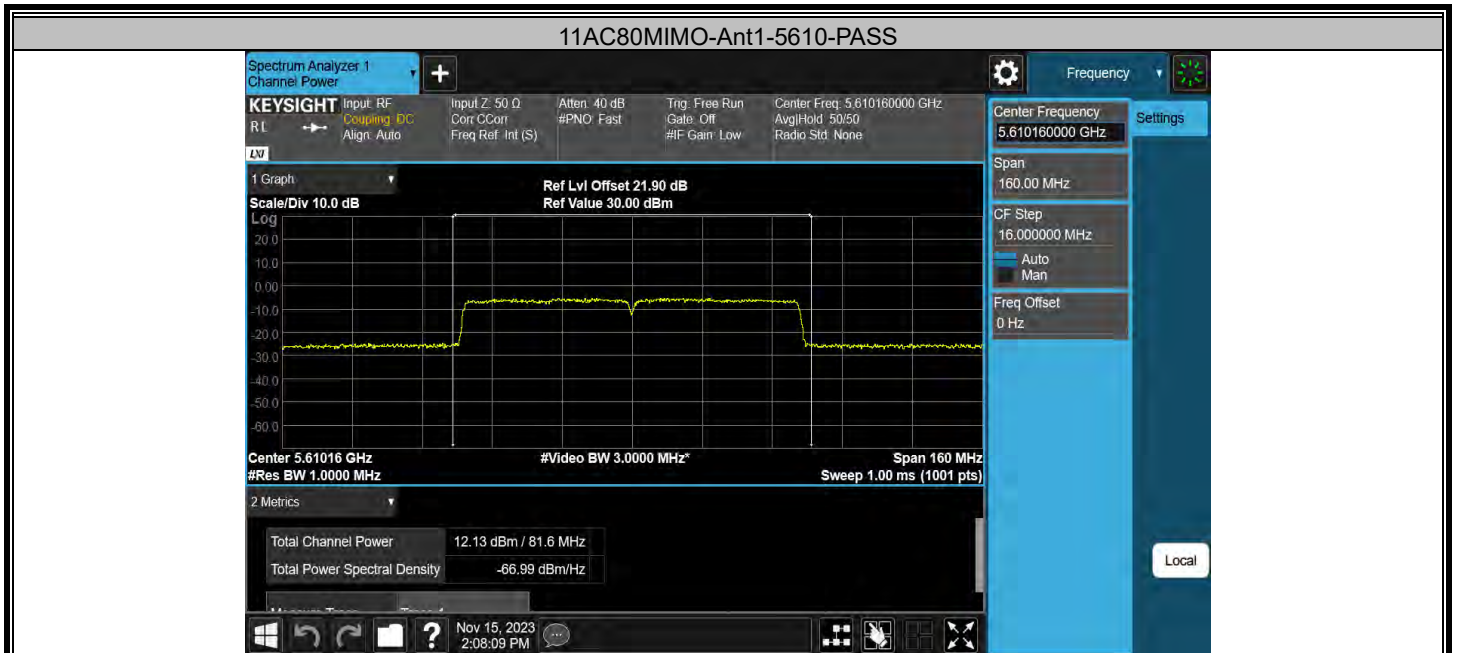 11AC80MIMO-Ant1-5610-PASS
Spectrum Analyzer 1
Channel Power
Frequency
KEYSIGHT
RL
LXI
Input: RF
Coupling: DC
Align: Auto
Input Z: 50 Ω
Corr CCorr
Freq Ref: Int (S)
Atten: 40 dB
#PNO: Fast
Trig: Free Run
Gate: Off
#IF Gain: Low
Center Freq: 5.610160000 GHz
Avg|Hold: 50/50
Radio Std: None
Center Frequency
5.610160000 GHz
Settings
Span
160.00 MHz
CF Step
16.000000 MHz
Auto
Man
Freq Offset
0 Hz
Local
1 Graph
Scale/Div 10.0 dB
Ref Lvl Offset 21.90 dB
Ref Value 30.00 dBm
Log
20.0
10.0
0.00
-10.0
-20.0
-30.0
-40.0
-50.0
-60.0
Center 5.61016 GHz
#Video BW 3.0000 MHz*
Span 160 MHz
#Res BW 1.0000 MHz
Sweep 1.00 ms (1001 pts)
2 Metrics
Total Channel Power 12.13 dBm / 81.6 MHz
Total Power Spectral Density -66.99 dBm/Hz
?
Nov 15, 2023
2:08:09 PM